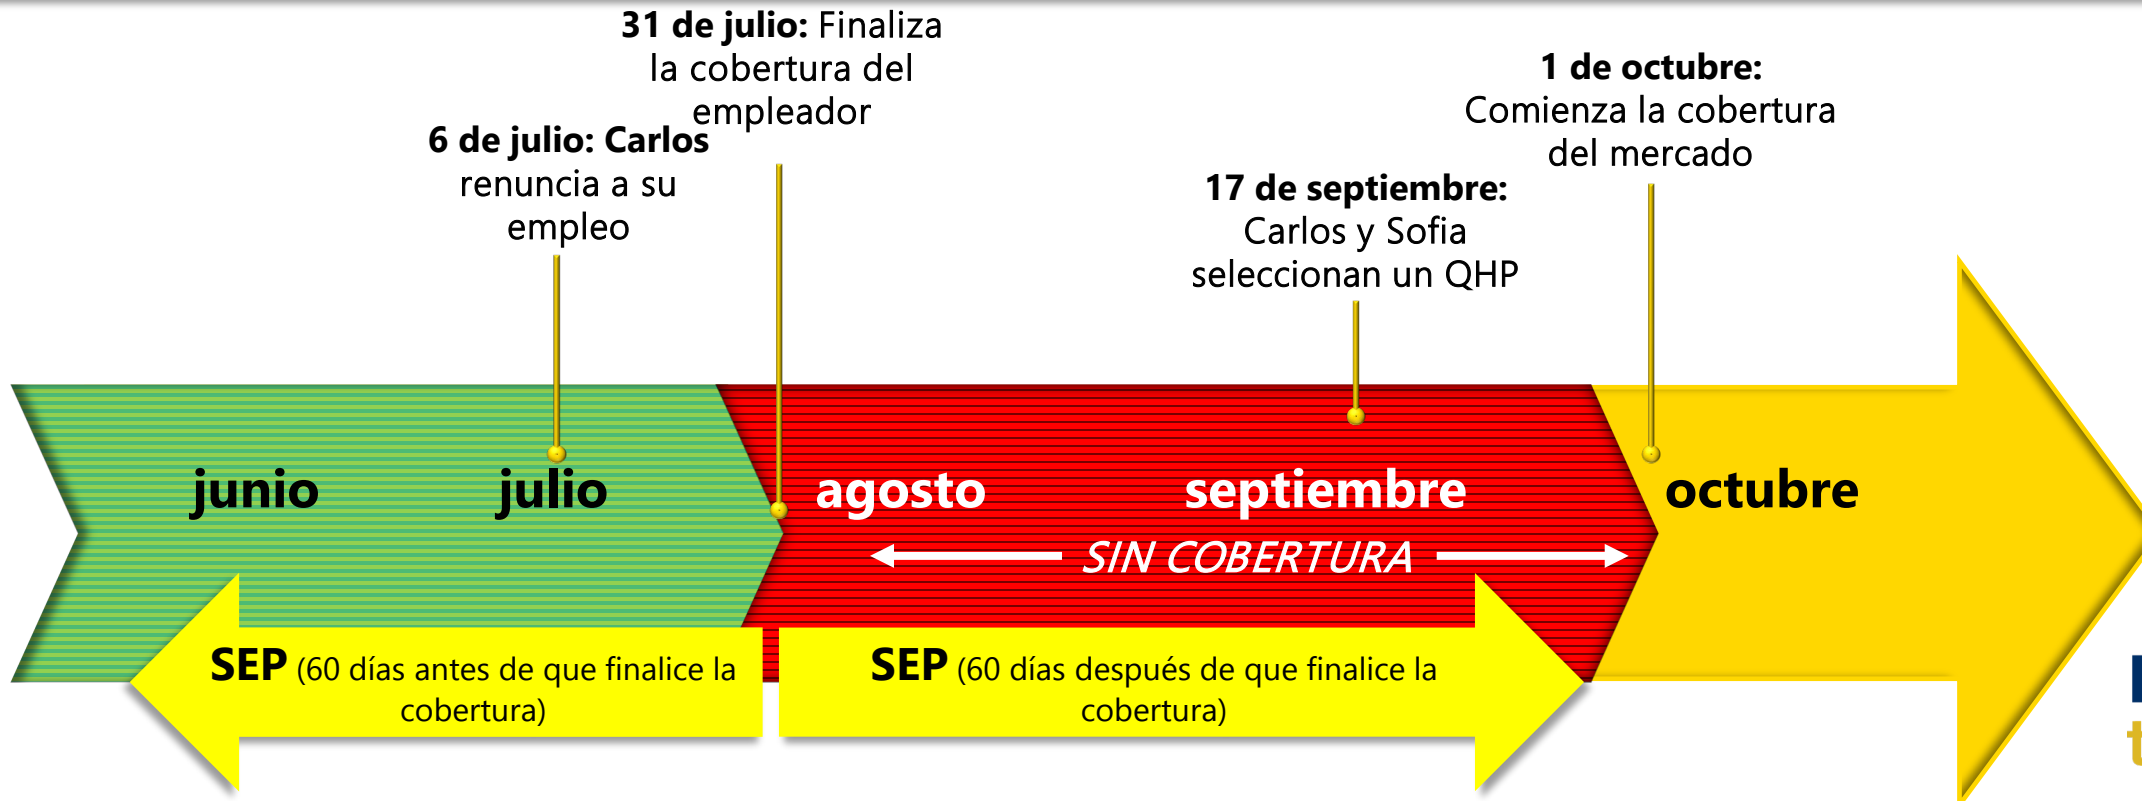 31 de julio: Finaliza
la cobertura del
empleador
6 de julio: Carlos
renuncia a su
empleo
17 de septiembre:
Carlos y Sofia
seleccionan un QHP
1 de octubre:
Comienza la cobertura
del mercado
junio
julio
agosto
septiembre
octubre
SIN COBERTURA
SEP (60 días antes de que finalice la
cobertura)
SEP (60 días después de que finalice la
cobertura)